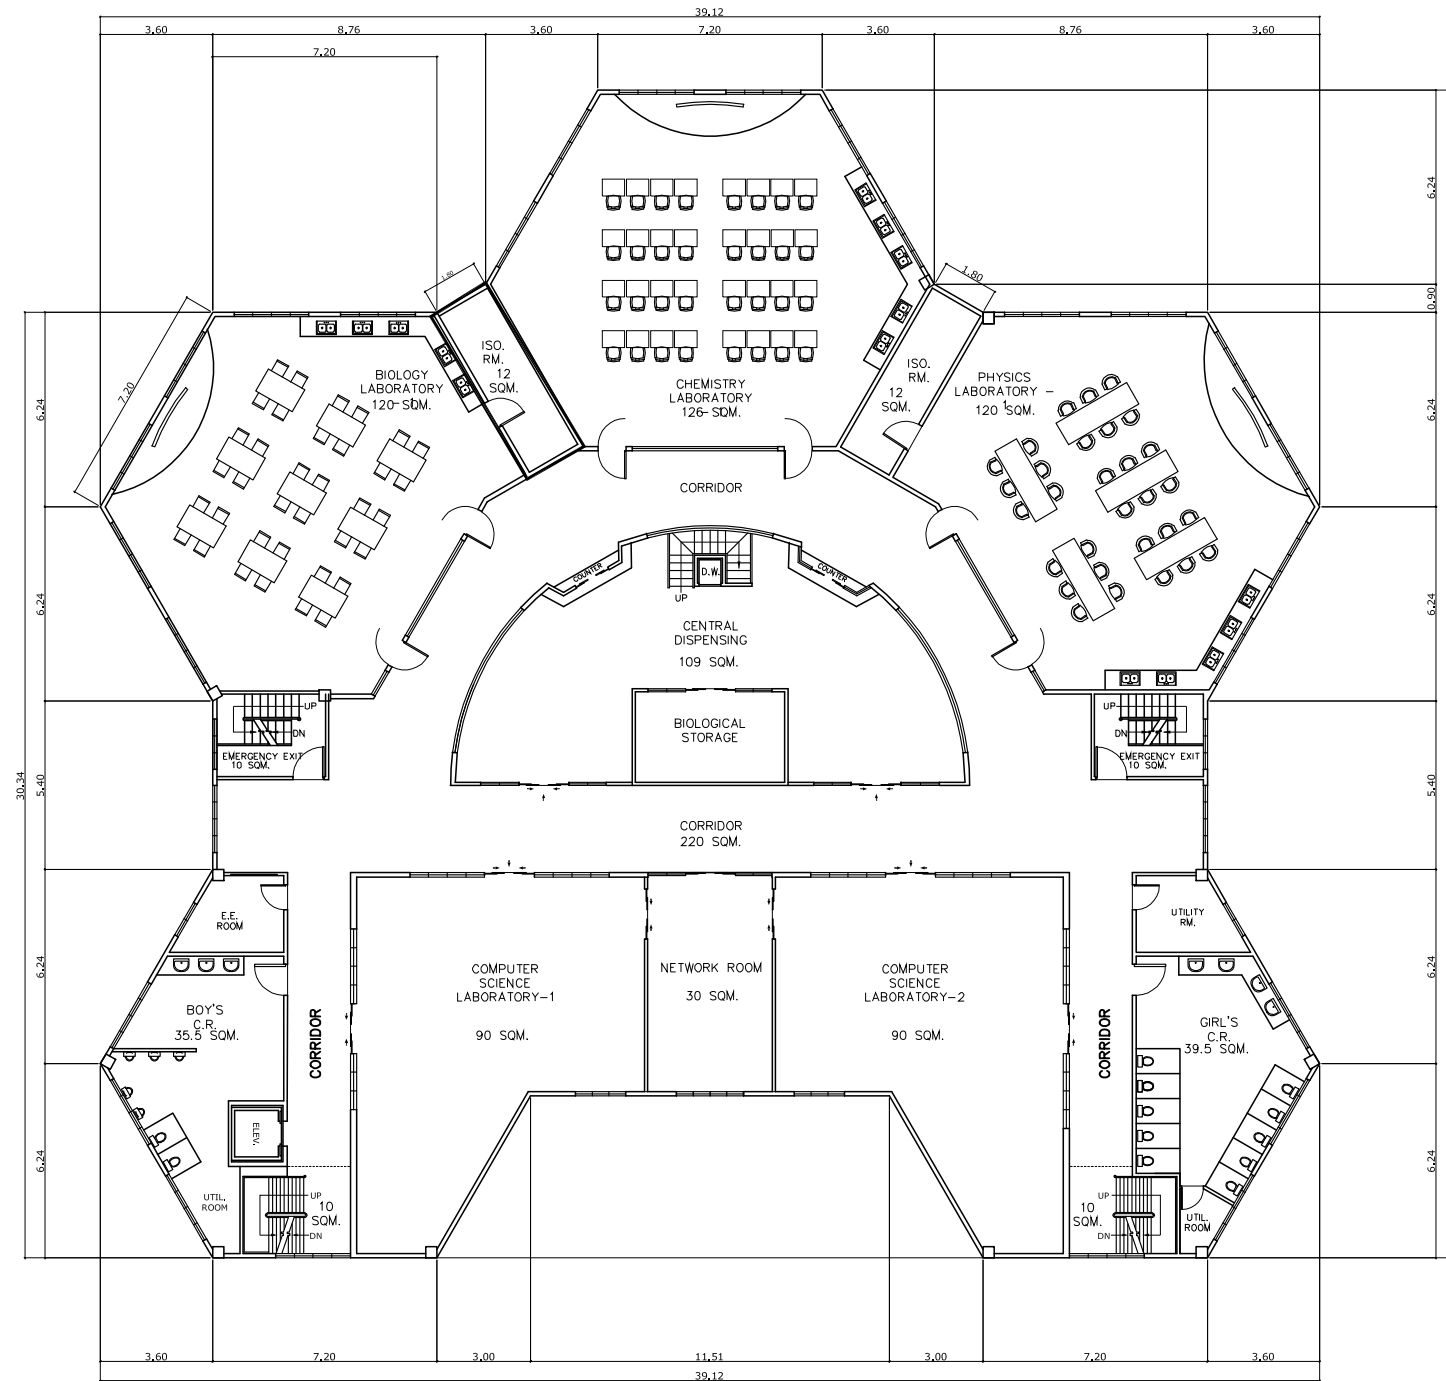 39.12
3.60
8.76
3.60
7.20
3.60
8.76
3.60
7.20
6.24
1.80
1.80
0.90
7.20
ISO.
RM.
12
SQM.
BIOLOGY
LABORATORY - 1
120 SQM.
CHEMISTRY
LABORATORY - 1
126 SQM.
ISO.
RM.
12
SQM.
PHYSICS
LABORATORY - 1
120 SQM.
6.24
6.24
CORRIDOR
COUNTER
D.W.
COUNTER
UP
CENTRAL
DISPENSING
109 SQM.
6.24
6.24
UP
DN
EMERGENCY EXIT
10 SQM.
BIOLOGICAL
STORAGE
UP
DN
EMERGENCY EXIT
10 SQM.
30.34
5.40
5.40
CORRIDOR
220 SQM.
E.E.
ROOM
UTILITY
RM.
6.24
COMPUTER
SCIENCE
LABORATORY-1
90 SQM.
NETWORK ROOM
30 SQM.
COMPUTER
SCIENCE
LABORATORY-2
90 SQM.
6.24
BOY'S
C.R.
35.5 SQM.
CORRIDOR
CORRIDOR
GIRL'S
C.R.
39.5 SQM.
ELEV.
6.24
6.24
UTIL.
ROOM
UP
10
SQM.
DN
UP
10
SQM.
DN
UTIL.
ROOM
3.60
7.20
3.00
11.51
3.00
7.20
3.60
39.12